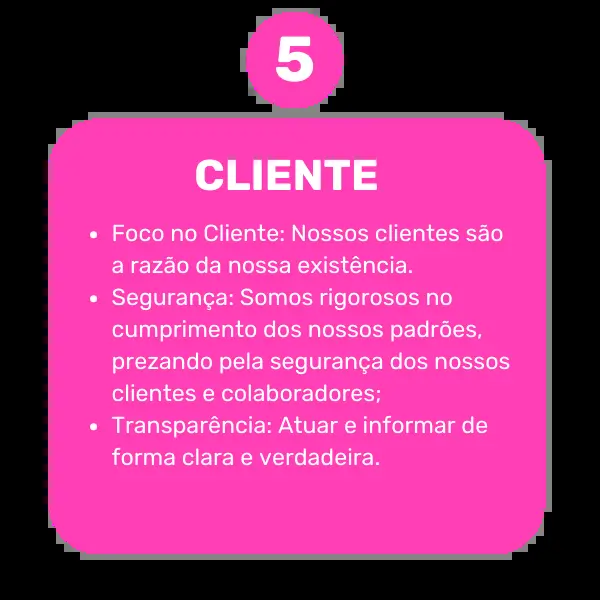 5
CLIENTE
• Foco no Cliente: Nossos clientes são
a razão da nossa existência.
• Segurança: Somos rigorosos no
cumprimento dos nossos padrões,
prezando pela segurança dos nossos
clientes e colaboradores;
• Transparência: Atuar e informar de
forma clara e verdadeira.